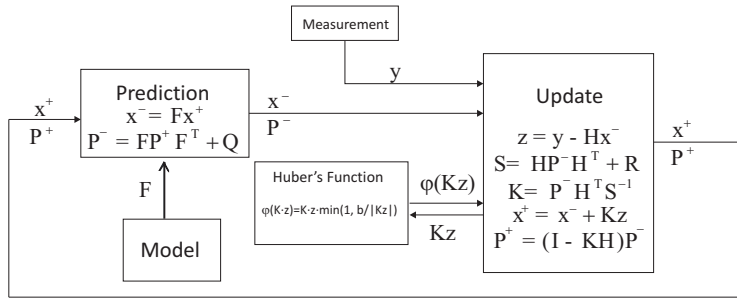 Measurement
y
Prediction
x⁻ = Fx⁺
P⁻ = FP⁺ Fᵀ + Q
x⁺
P⁺
x⁻
P⁻
Update
z = y - Hx⁻
S= HP⁻Hᵀ + R
K= P⁻HᵀS⁻¹
x⁺ = x⁻ + Kz
P⁺ = (I - KH)P⁻
x⁺
P⁺
F
Model
Huber's Function
φ(K·z)=K·z·min(1, b/|Kz|)
φ(Kz)
Kz